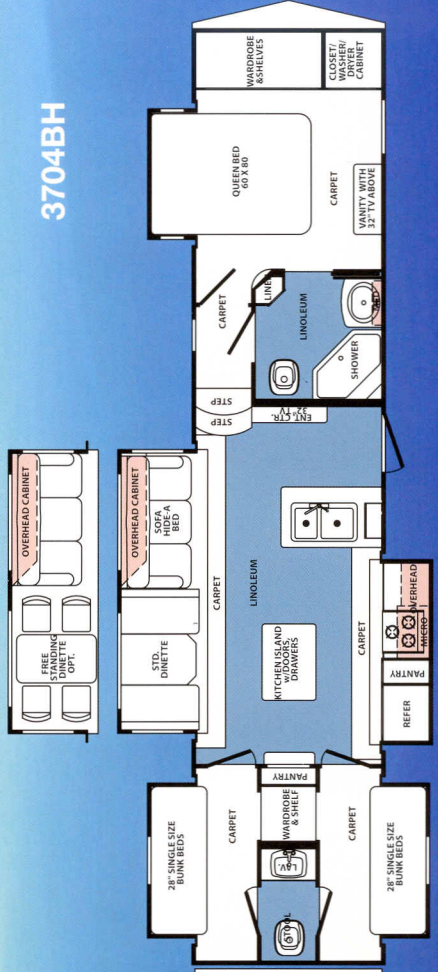 3704BH
WARDROBE
&SHELVES
CLOSET/
WASHER/
DRYER
CABINET
QUEEN BED
60 X 80
CARPET
VANITY WITH
32" TV ABOVE
CARPET
LINEN
LINOLEUM
MED
SHOWER
STEP
STEP
ENT. CTR.
32" TV
OVERHEAD CABINET
FREE
STANDING
DINETTE
OPT.
OVERHEAD CABINET
SOFA
HIDE-A
BED
STD.
DINETTE
CARPET
LINOLEUM
KITCHEN ISLAND
w/DOORS,
DRAWERS
CARPET
OVERHEAD
MICRO
PANTRY
REFER
PANTRY
WARDROBE
& SHELF
CARPET
28" SINGLE SIZE
BUNK BEDS
LAV.
STOOL
CARPET
28" SINGLE SIZE
BUNK BEDS